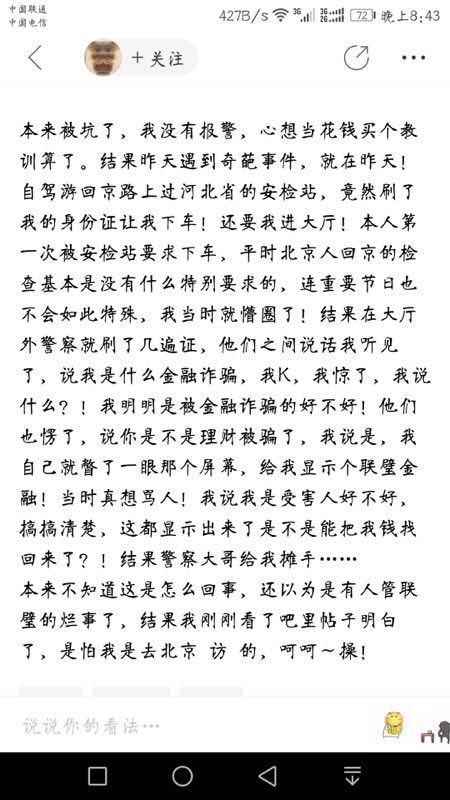 中国联通
中国电信
427B/s 3G 3G 2G 72 晚上8:43
+ 关注
本来被坑了，我没有报警，心想当花钱买个教
训算了。结果昨天遇到奇葩事件，就在昨天！
自驾游回京路上过河北省的安检站，竟然刷了
我的身份证让我下车！还要我进大厅！本人第
一次被安检站要求下车，平时北京人回京的检
查基本是没有什么特别要求的，连重要节日也
不会如此特殊，我当时就懵圈了！结果在大厅
外警察就刷了几遍证，他们之间说话我听见
了，说我是什么金融诈骗，我K，我惊了，我说
什么？！我明明是被金融诈骗的好不好！他们
也愣了，说你是不是理财被骗了，我说是，我
自己就瞥了一眼那个屏幕，给我显示个联璧金
融！当时真想骂人！我说我是受害人好不好，
搞搞清楚，这都显示出来了是不是能把我钱找
回来了？！结果警察大哥给我摊手……
本来不知道这是怎么回事，还以为是有人管联
璧的烂事了，结果我刚刚看了吧里帖子明白
了，是怕我是去北京 访 的，呵呵～操！
说说你的看法…